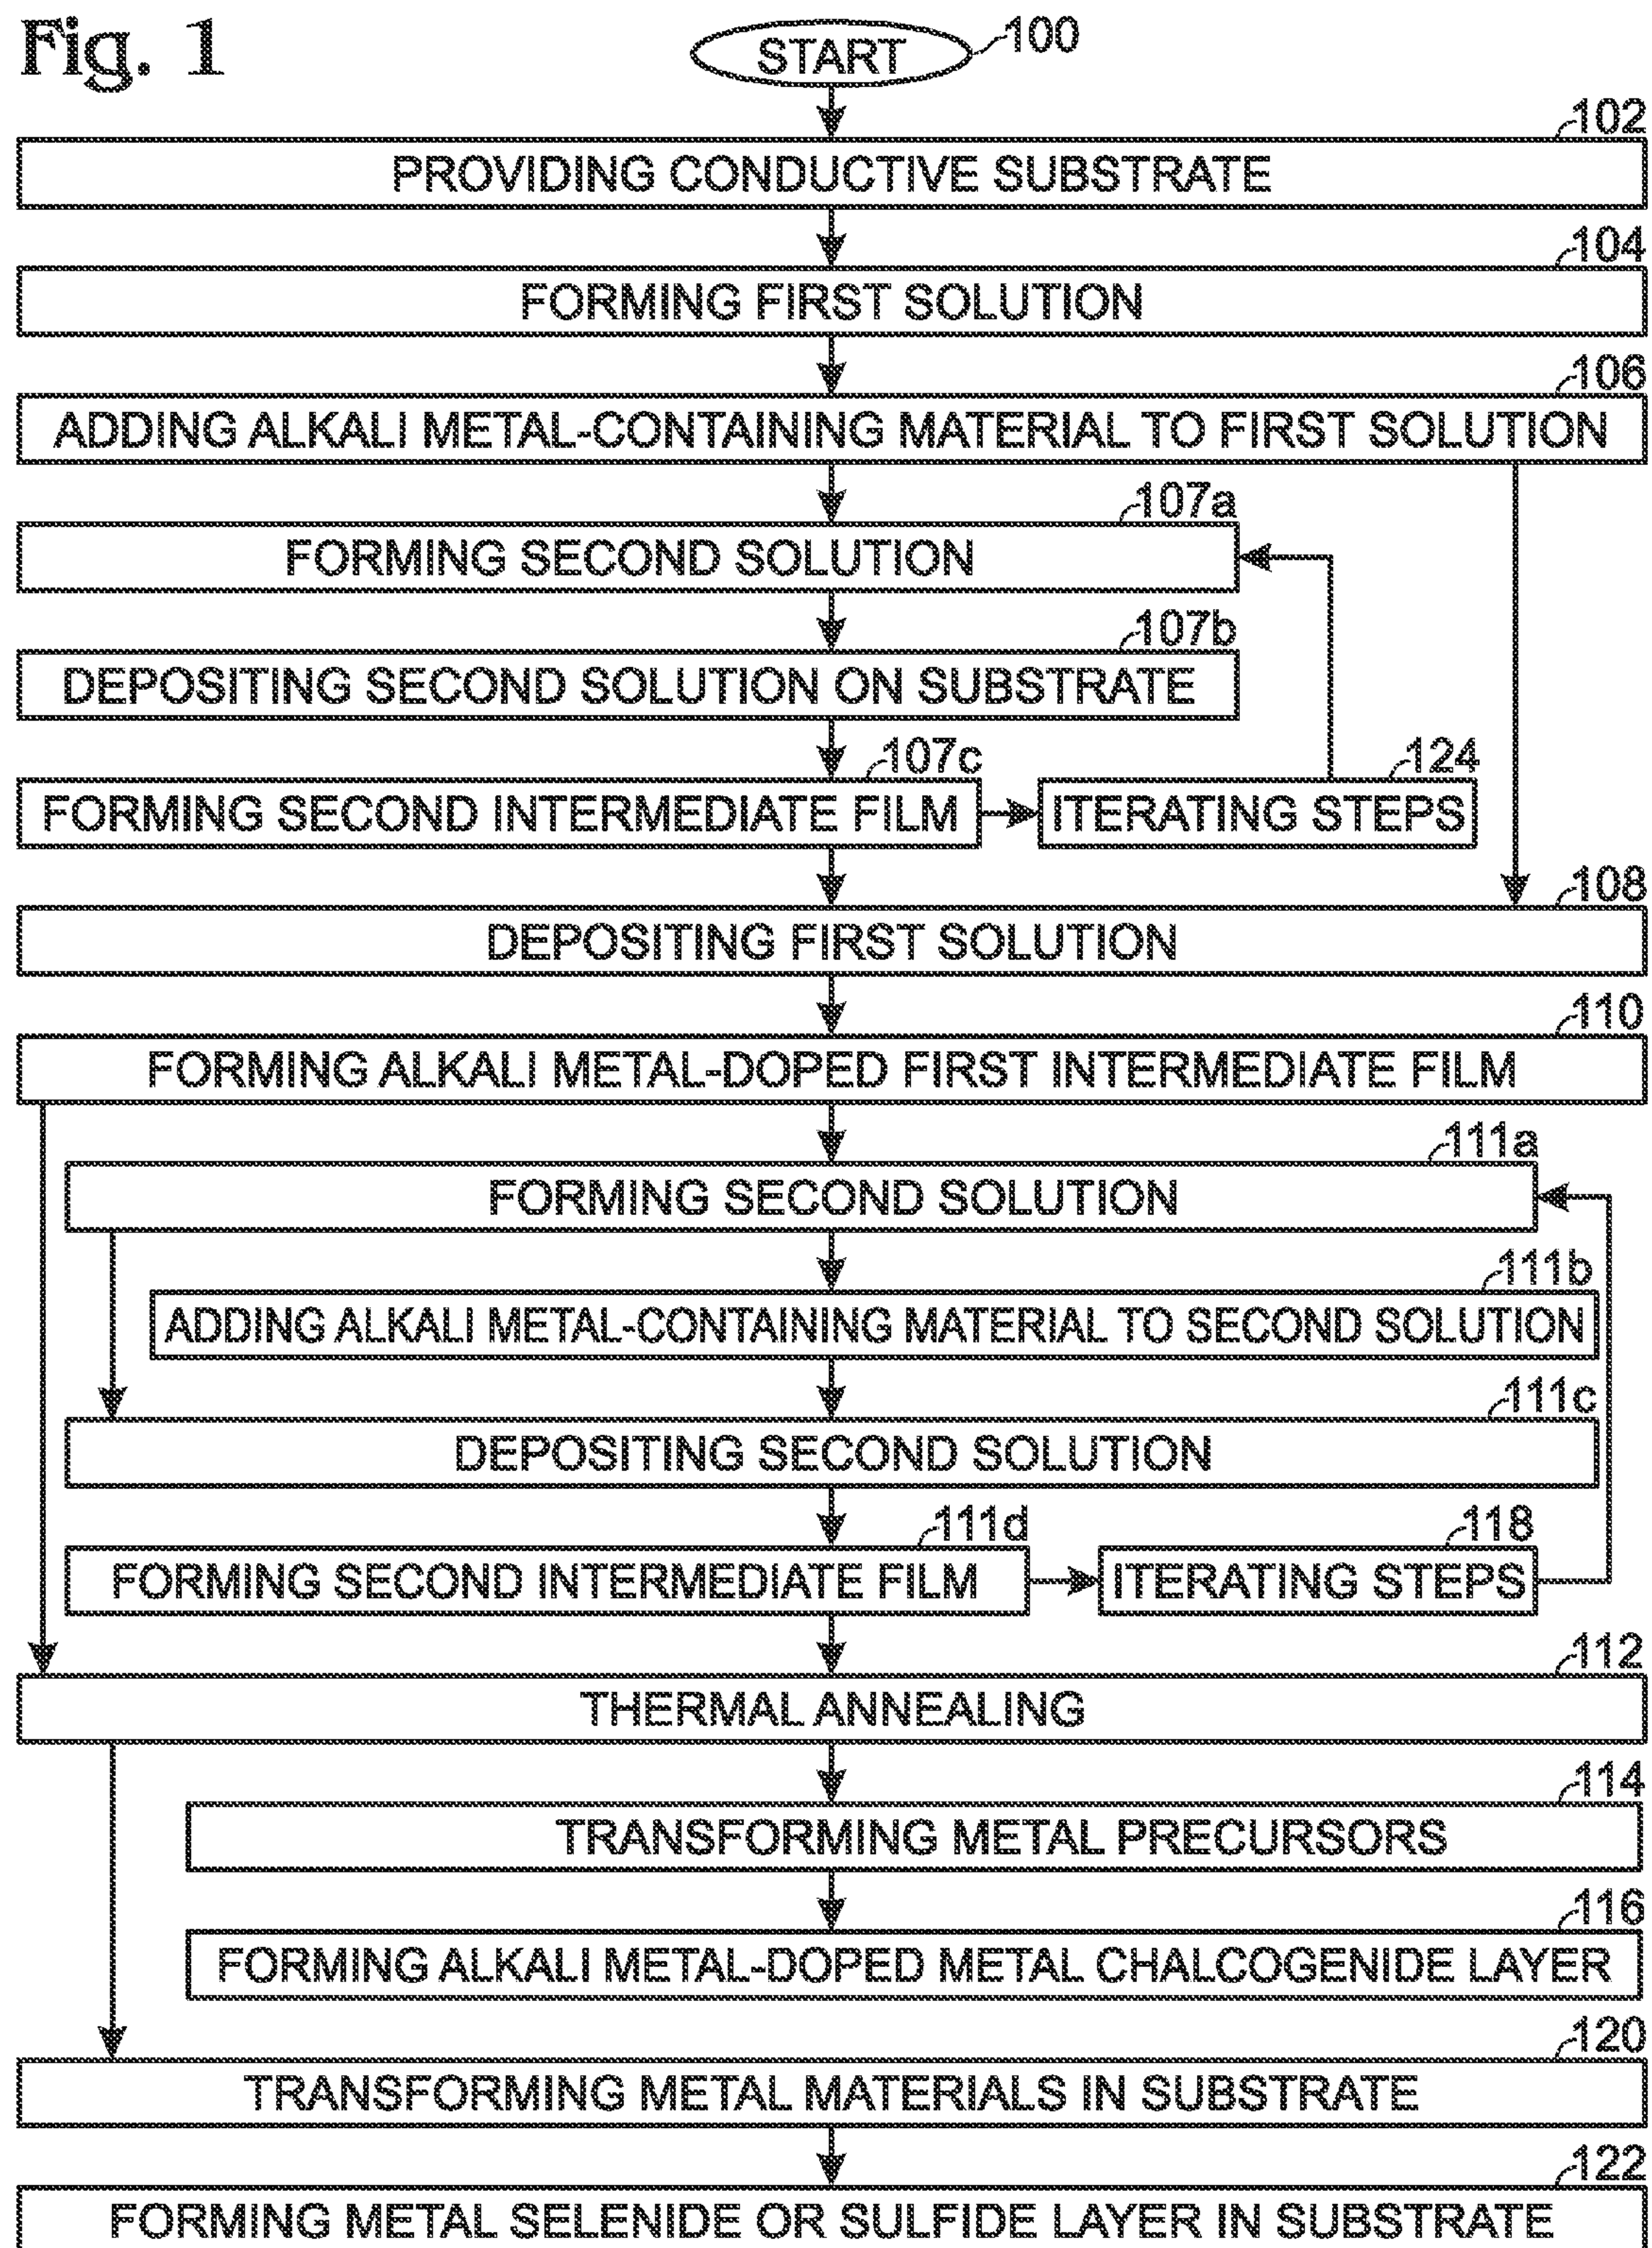 Fig. 1
START
100
102
PROVIDING CONDUCTIVE SUBSTRATE
104
FORMING FIRST SOLUTION
106
ADDING ALKALI METAL-CONTAINING MATERIAL TO FIRST SOLUTION
107a
FORMING SECOND SOLUTION
107b
DEPOSITING SECOND SOLUTION ON SUBSTRATE
107c
124
FORMING SECOND INTERMEDIATE FILM
ITERATING STEPS
108
DEPOSITING FIRST SOLUTION
110
FORMING ALKALI METAL-DOPED FIRST INTERMEDIATE FILM
111a
FORMING SECOND SOLUTION
111b
ADDING ALKALI METAL-CONTAINING MATERIAL TO SECOND SOLUTION
111c
DEPOSITING SECOND SOLUTION
111d
118
FORMING SECOND INTERMEDIATE FILM
ITERATING STEPS
112
THERMAL ANNEALING
114
TRANSFORMING METAL PRECURSORS
116
FORMING ALKALI METAL-DOPED METAL CHALCOGENIDE LAYER
120
TRANSFORMING METAL MATERIALS IN SUBSTRATE
122
FORMING METAL SELENIDE OR SULFIDE LAYER IN SUBSTRATE